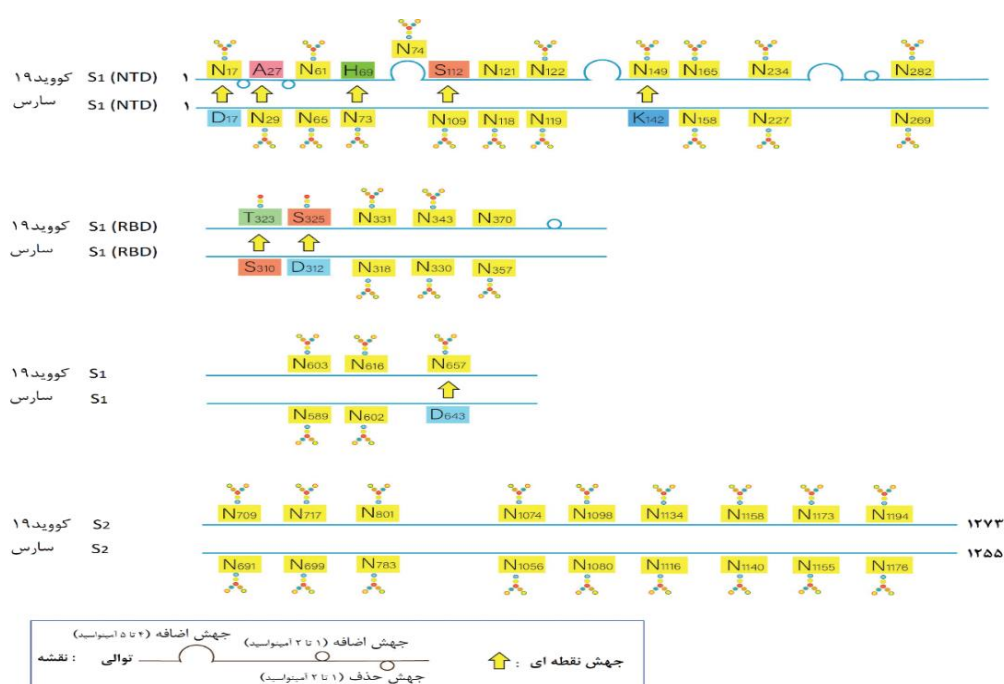 N74
N17 A27 N61 H69 S112 N121 N122 N149 N165 N234 N282
کووید۱۹ S1 (NTD) ۱
سارس S1 (NTD) ۱
D17 N29 N65 N73 N109 N118 N119 K142 N158 N227 N269
T323 S325 N331 N343 N370
کووید۱۹ S1 (RBD)
سارس S1 (RBD)
S310 D312 N318 N330 N357
N603 N616 N657
کووید۱۹ S1
سارس S1
N589 N602 D643
N709 N717 N801 N1074 N1098 N1134 N1158 N1173 N1194
کووید۱۹ S2 ۱۲۷۳
سارس S2 ۱۲۵۵
N691 N699 N783 N1056 N1080 N1116 N1140 N1155 N1176
جهش اضافه (۴ تا ۵ آمینواسید)
جهش اضافه (۱ تا ۲ آمینواسید)
نقشه : توالی
جهش حذف (۱ تا ۲ آمینواسید)
جهش نقطه ای :